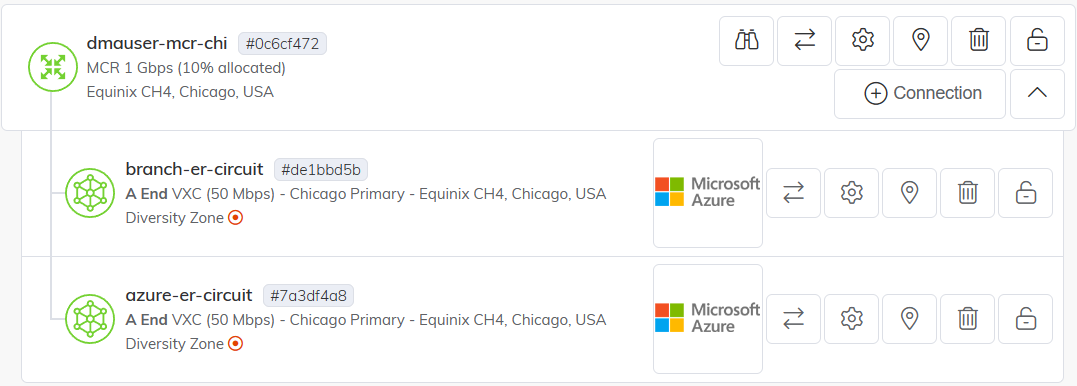 dmauser-mcr-chi #0c6cf472
MCR 1 Gbps (10% allocated)
Equinix CH4, Chicago, USA
Connection
branch-er-circuit #de1bbd5b
A End VXC (50 Mbps) - Chicago Primary - Equinix CH4, Chicago, USA
Diversity Zone
Microsoft
Azure
azure-er-circuit #7a3df4a8
A End VXC (50 Mbps) - Chicago Primary - Equinix CH4, Chicago, USA
Diversity Zone
Microsoft
Azure